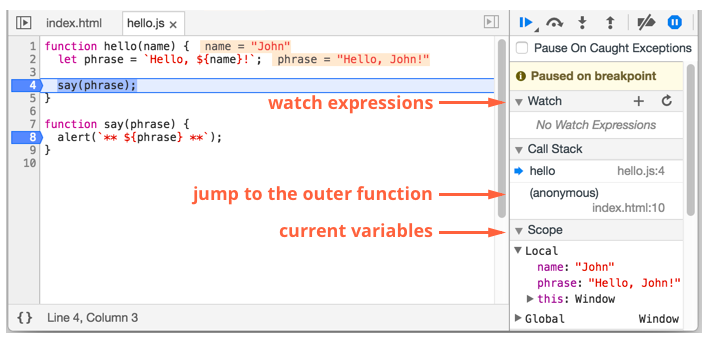 index.html
hello.js ×
1 function hello(name) { name = "John"
2 let phrase = `Hello, ${name}!`; phrase = "Hello, John!"
3
4 say(phrase);
5 }
6
7 function say(phrase) {
8 alert(`** ${phrase} **`);
9 }
10
{ } Line 4, Column 3
watch expressions
jump to the outer function
current variables
Pause On Caught Exceptions
Paused on breakpoint
Watch
No Watch Expressions
Call Stack
hello hello.js:4
(anonymous)
index.html:10
Scope
Local
name: "John"
phrase: "Hello, John!"
this: Window
Global Window